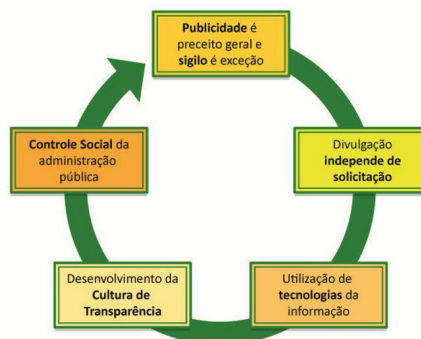 Publicidade é
preceito geral e
sigilo é exceção
Divulgação
independe de
solicitação
Utilização de
tecnologias da
informação
Desenvolvimento da
Cultura de
Transparência
Controle Social da
administração
pública